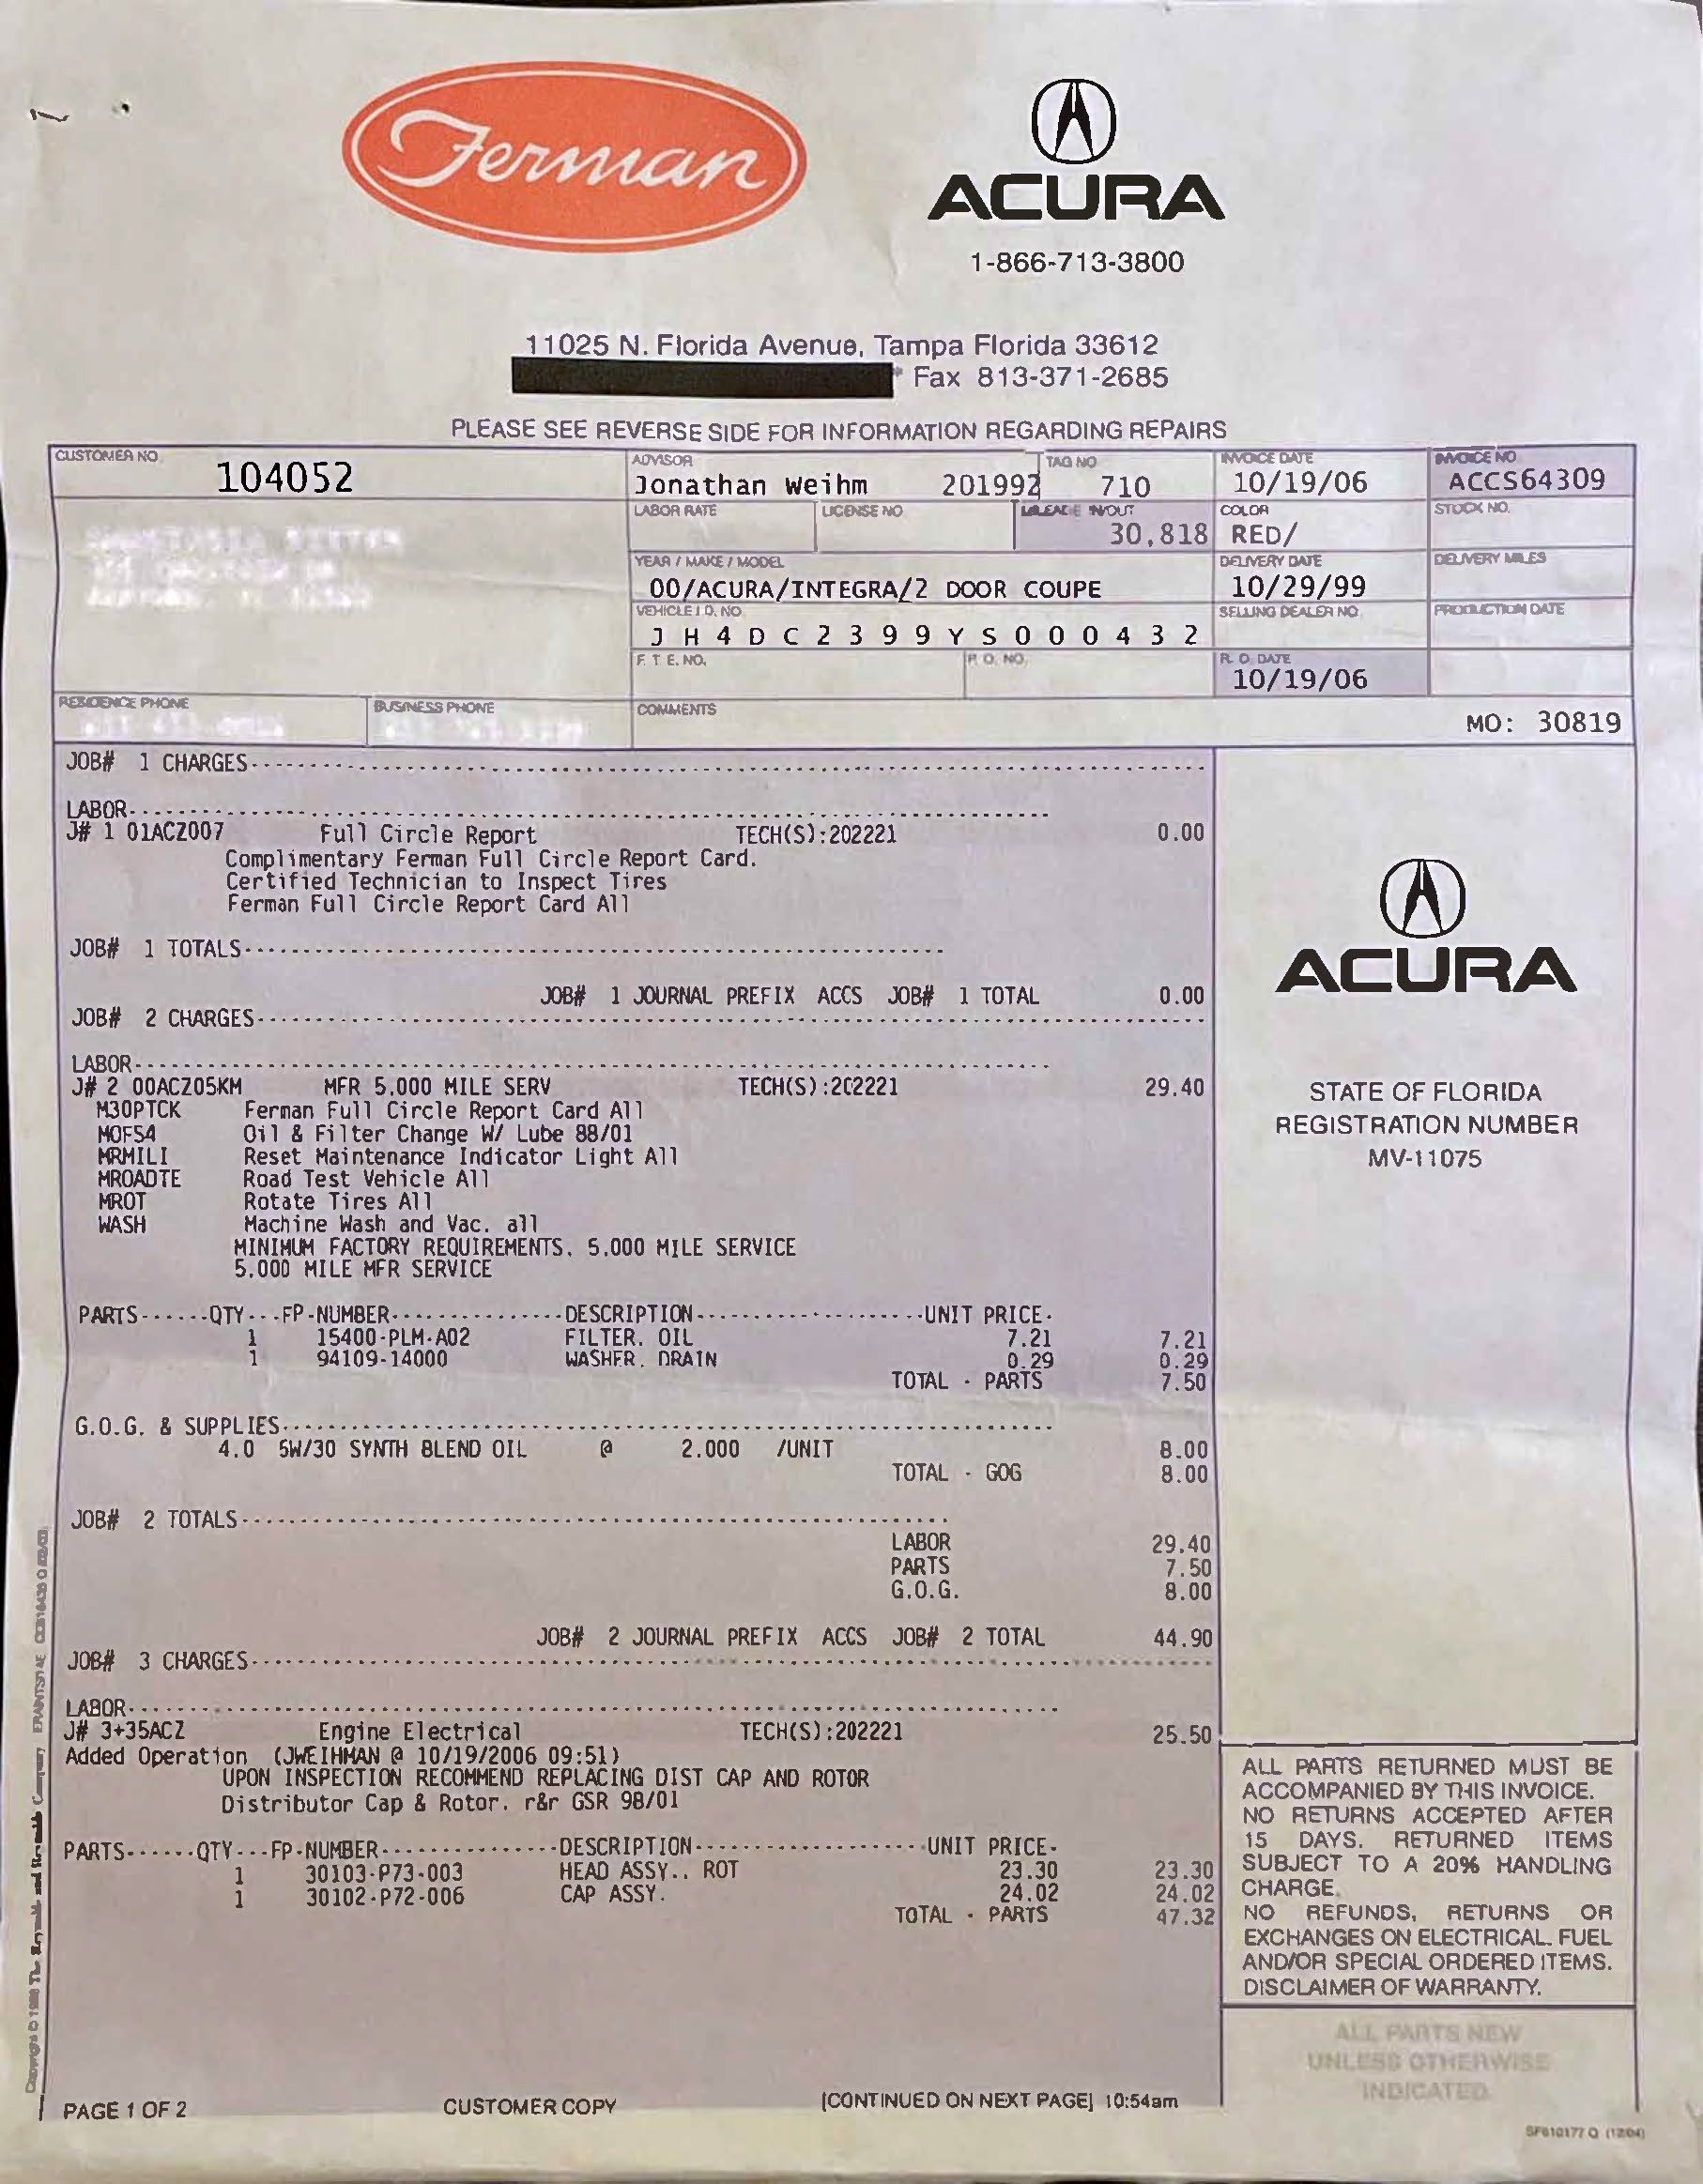 Ferman
ACURA
1-866-713-3800
11025 N. Florida Avenue, Tampa Florida 33612
* Fax 813-371-2685
PLEASE SEE REVERSE SIDE FOR INFORMATION REGARDING REPAIRS
CUSTOMER NO. 104052
ADVISOR Jonathan Weihm 201992
TAG NO 710
INVOICE DATE 10/19/06
INVOICE NO ACCS64309
LABOR RATE
LICENSE NO
MILEAGE IN/OUT 30,818
COLOR RED/
STOCK NO.
YEAR / MAKE / MODEL 00/ACURA/INTEGRA/2 DOOR COUPE
DELIVERY DATE 10/29/99
DELIVERY MILES
VEHICLE I.D. NO. J H 4 D C 2 3 9 9 Y S 0 0 0 4 3 2
SELLING DEALER NO.
PRODUCTION DATE
F. T. E. NO.
P. O. NO.
R. O. DATE 10/19/06
RESIDENCE PHONE
BUSINESS PHONE
COMMENTS
MO: 30819
JOB# 1 CHARGES
LABOR
J# 1 01ACZ007 Full Circle Report TECH(S):202221 0.00
Complimentary Ferman Full Circle Report Card.
Certified Technician to Inspect Tires
Ferman Full Circle Report Card All
JOB# 1 TOTALS
JOB# 1 JOURNAL PREFIX ACCS JOB# 1 TOTAL 0.00
JOB# 2 CHARGES
LABOR
J# 2 00ACZ05KM MFR 5,000 MILE SERV TECH(S):202221 29.40
M30PTCK Ferman Full Circle Report Card All
MOFS4 Oil & Filter Change W/ Lube 88/01
MRMILI Reset Maintenance Indicator Light All
MROADTE Road Test Vehicle All
MROT Rotate Tires All
WASH Machine Wash and Vac. all
MINIMUM FACTORY REQUIREMENTS, 5,000 MILE SERVICE
5,000 MILE MFR SERVICE
PARTS------QTY---FP-NUMBER---------------DESCRIPTION--------------------UNIT PRICE-
1 15400-PLM-A02 FILTER, OIL 7.21 7.21
1 94109-14000 WASHER, DRAIN 0.29 0.29
TOTAL - PARTS 7.50
G.O.G. & SUPPLIES
4.0 5W/30 SYNTH BLEND OIL @ 2.000 /UNIT 8.00
TOTAL - GOG 8.00
JOB# 2 TOTALS
LABOR 29.40
PARTS 7.50
G.O.G. 8.00
JOB# 2 JOURNAL PREFIX ACCS JOB# 2 TOTAL 44.90
JOB# 3 CHARGES
LABOR
J# 3+35ACZ Engine Electrical TECH(S):202221 25.50
Added Operation (JWEIHMAN @ 10/19/2006 09:51)
UPON INSPECTION RECOMMEND REPLACING DIST CAP AND ROTOR
Distributor Cap & Rotor, r&r GSR 98/01
PARTS------QTY---FP-NUMBER---------------DESCRIPTION--------------------UNIT PRICE-
1 30103-P73-003 HEAD ASSY., ROT 23.30 23.30
1 30102-P72-006 CAP ASSY. 24.02 24.02
TOTAL - PARTS 47.32
ACURA
STATE OF FLORIDA
REGISTRATION NUMBER
MV-11075
ALL PARTS RETURNED MUST BE
ACCOMPANIED BY THIS INVOICE.
NO RETURNS ACCEPTED AFTER
15 DAYS. RETURNED ITEMS
SUBJECT TO A 20% HANDLING
CHARGE.
NO REFUNDS, RETURNS OR
EXCHANGES ON ELECTRICAL, FUEL
AND/OR SPECIAL ORDERED ITEMS.
DISCLAIMER OF WARRANTY.
ALL PARTS NEW
UNLESS OTHERWISE
INDICATED
PAGE 1 OF 2
CUSTOMER COPY
[CONTINUED ON NEXT PAGE] 10:54am
SF610177 Q (12/04)